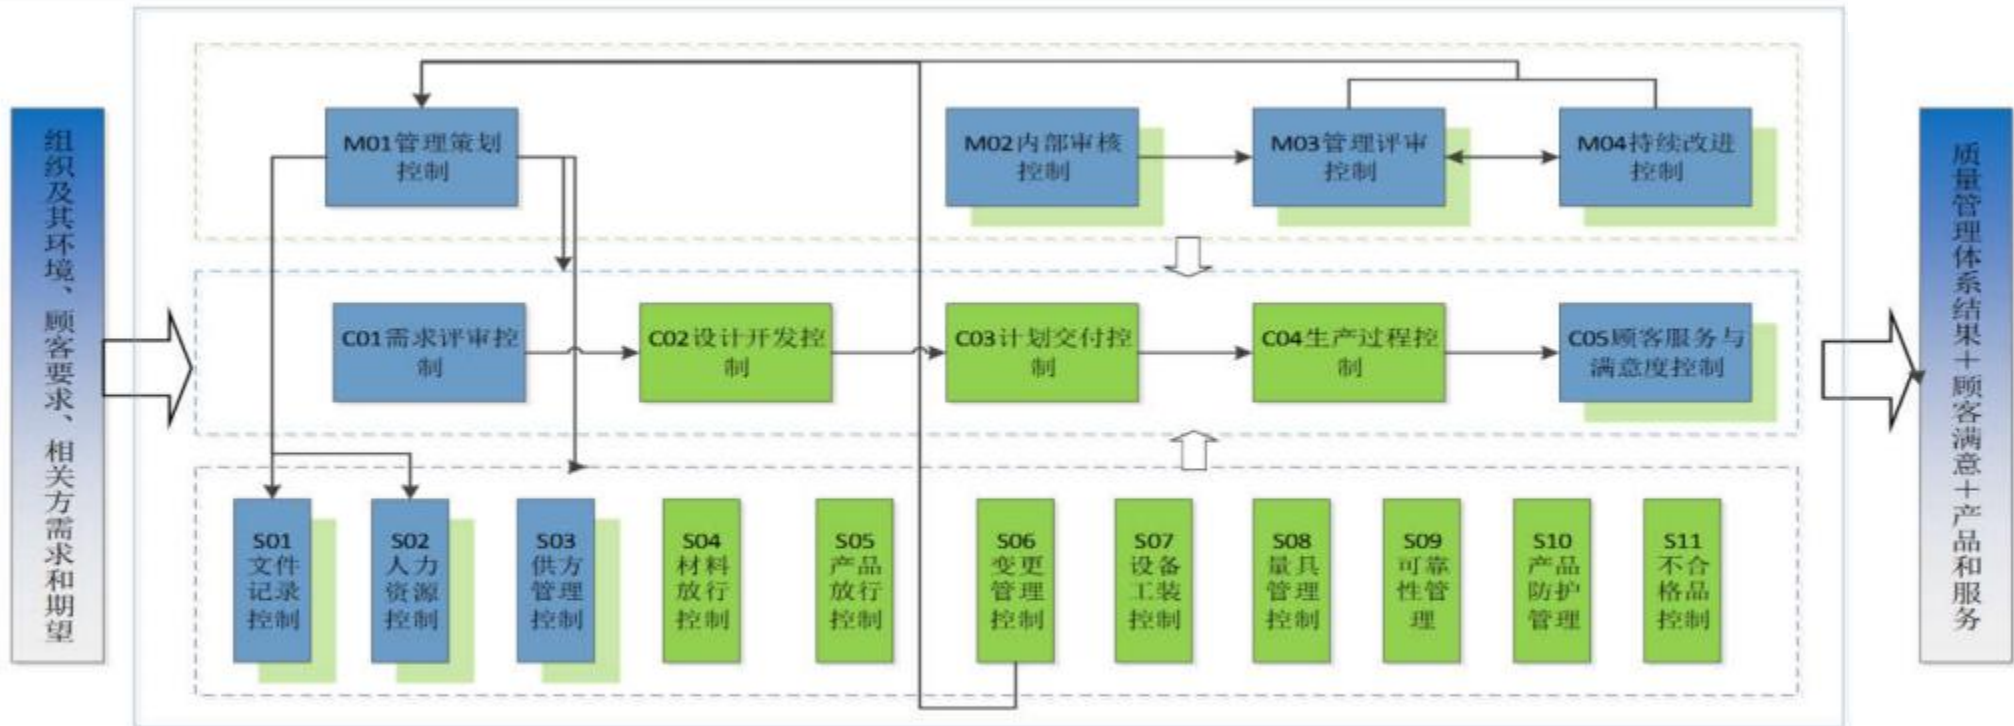 组织及其环境、顾客要求、相关方需求和期望
M01管理策划
控制
M02内部审核
控制
M03管理评审
控制
M04持续改进
控制
C01需求评审控
制
C02设计开发控
制
C03计划交付控
制
C04生产过程控
制
C05顾客服务与
满意度控制
S01
文件
记录
控制
S02
人力
资源
控制
S03
供方
管理
控制
S04
材料
放行
控制
S05
产品
放行
控制
S06
变更
管理
控制
S07
设备
工装
控制
S08
量具
管理
控制
S09
可靠
性管
理
S10
产品
防护
管理
S11
不合
格品
控制
质量管理体系结果＋顾客满意＋产品和服务